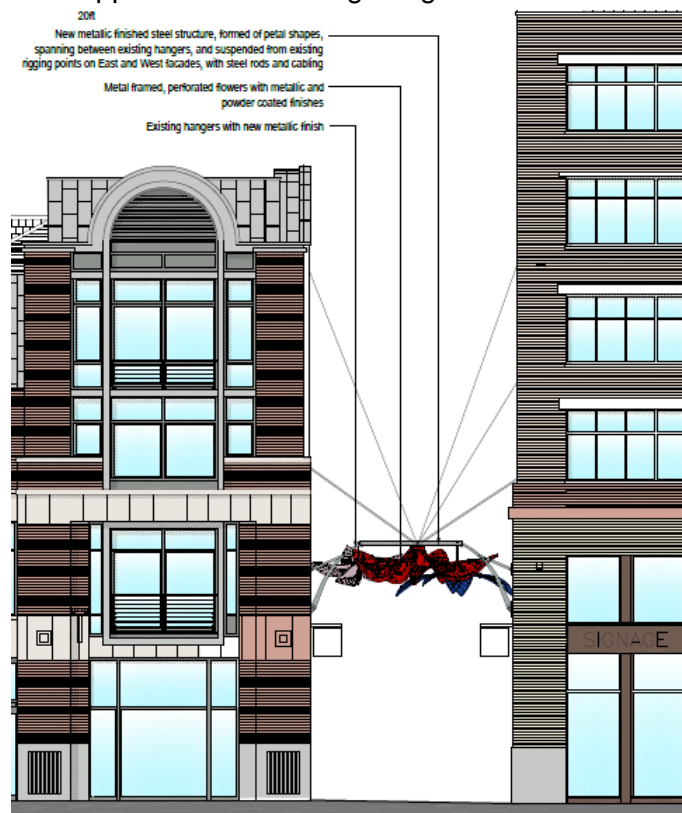 20ft
New metallic finished steel structure, formed of petal shapes,
spanning between existing hangers, and suspended from existing
rigging points on East and West facades, with steel rods and cabling
Metal framed, perforated flowers with metallic and
powder coated finishes
Existing hangers with new metallic finish
SIGNAGE